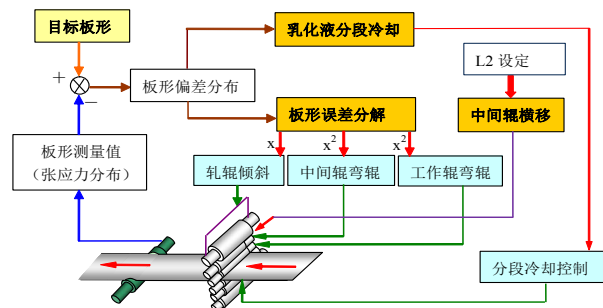 目标板形
乳化液分段冷却
L2 设定
+
−
板形偏差分布
板形误差分解
中间辊横移
x
x²
x²
板形测量值
（张应力分布）
轧辊倾斜
中间辊弯辊
工作辊弯辊
分段冷却控制